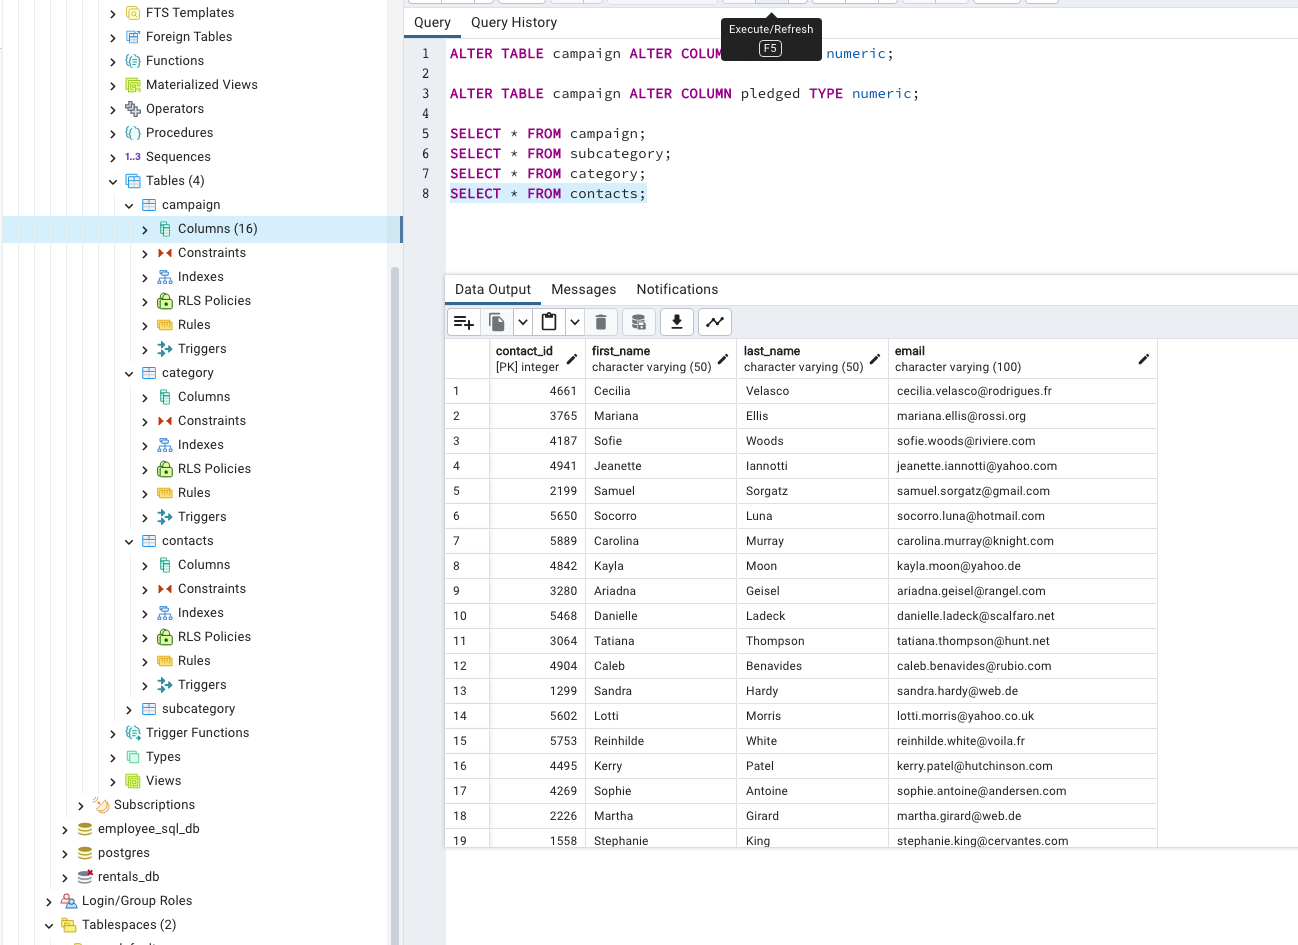 FTS Templates
Foreign Tables
Functions
Materialized Views
Operators
Procedures
1..3 Sequences
Tables (4)
campaign
Columns (16)
Constraints
Indexes
RLS Policies
Rules
Triggers
category
Columns
Constraints
Indexes
RLS Policies
Rules
Triggers
contacts
Columns
Constraints
Indexes
RLS Policies
Rules
Triggers
subcategory
Trigger Functions
Types
Views
Subscriptions
employee_sql_db
postgres
rentals_db
Login/Group Roles
Tablespaces (2)
Query Query History
Execute/Refresh
F5
1 ALTER TABLE campaign ALTER COLUM numeric;
2
3 ALTER TABLE campaign ALTER COLUMN pledged TYPE numeric;
4
5 SELECT * FROM campaign;
6 SELECT * FROM subcategory;
7 SELECT * FROM category;
8 SELECT * FROM contacts;
Data Output Messages Notifications
contact_id first_name last_name email
[PK] integer character varying (50) character varying (50) character varying (100)
1 4661 Cecilia Velasco cecilia.velasco@rodrigues.fr
2 3765 Mariana Ellis mariana.ellis@rossi.org
3 4187 Sofie Woods sofie.woods@riviere.com
4 4941 Jeanette Iannotti jeanette.iannotti@yahoo.com
5 2199 Samuel Sorgatz samuel.sorgatz@gmail.com
6 5650 Socorro Luna socorro.luna@hotmail.com
7 5889 Carolina Murray carolina.murray@knight.com
8 4842 Kayla Moon kayla.moon@yahoo.de
9 3280 Ariadna Geisel ariadna.geisel@rangel.com
10 5468 Danielle Ladeck danielle.ladeck@scalfaro.net
11 3064 Tatiana Thompson tatiana.thompson@hunt.net
12 4904 Caleb Benavides caleb.benavides@rubio.com
13 1299 Sandra Hardy sandra.hardy@web.de
14 5602 Lotti Morris lotti.morris@yahoo.co.uk
15 5753 Reinhilde White reinhilde.white@voila.fr
16 4495 Kerry Patel kerry.patel@hutchinson.com
17 4269 Sophie Antoine sophie.antoine@andersen.com
18 2226 Martha Girard martha.girard@web.de
19 1558 Stephanie King stephanie.king@cervantes.com